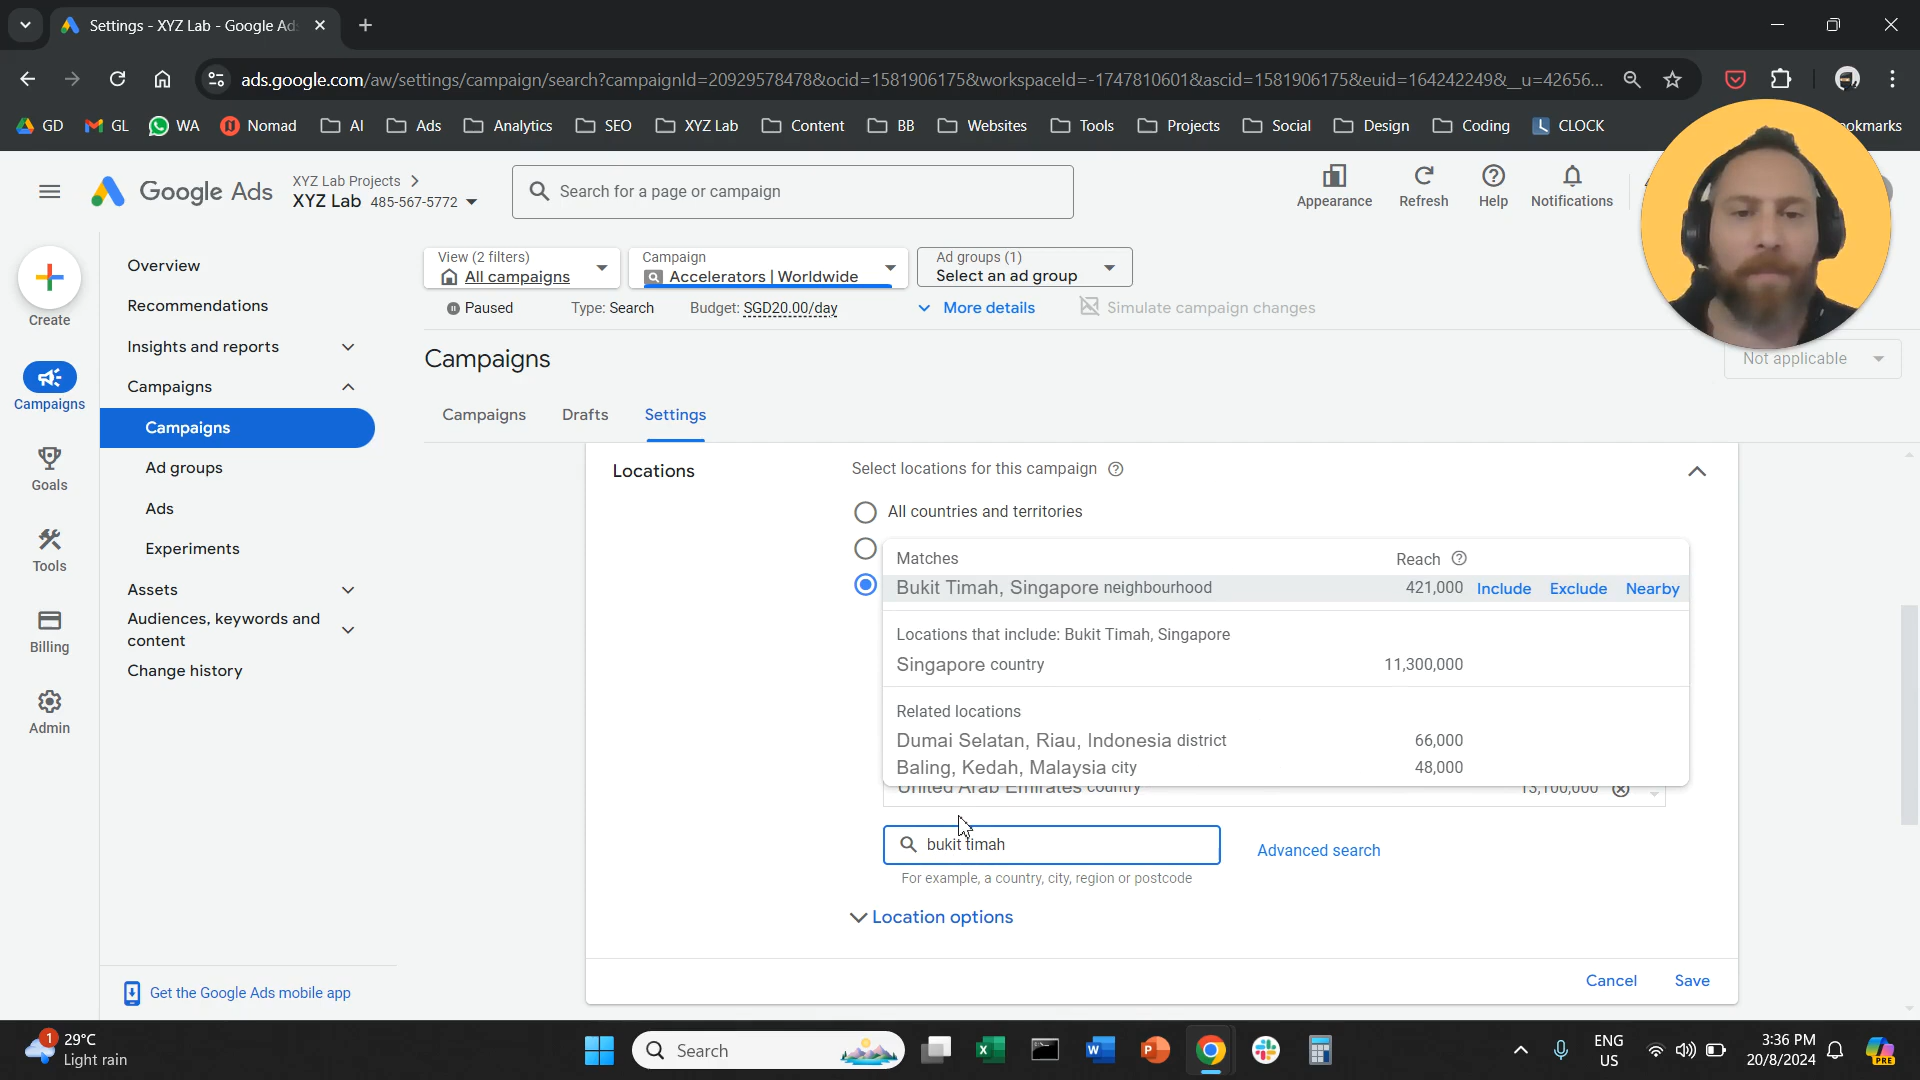 Settings - XYZ Lab - Google Ads
ads.google.com/aw/settings/campaign/search?campaignId=20929578478&ocid=1581906175&workspaceId=-1747810601&ascid=1581906175&euid=164242249&__u=42656...
GD GL WA Nomad AI Ads Analytics SEO XYZ Lab Content BB Websites Tools Projects Social Design Coding CLOCK
Google Ads
XYZ Lab Projects
XYZ Lab 485-567-5772
Search for a page or campaign
Appearance
Refresh
Help
Notifications
Create
Campaigns
Goals
Tools
Billing
Admin
Overview
Recommendations
Insights and reports
Campaigns
Campaigns
Ad groups
Ads
Experiments
Assets
Audiences, keywords and
content
Change history
Get the Google Ads mobile app
View (2 filters)
All campaigns
Campaign
Accelerators | Worldwide
Ad groups (1)
Select an ad group
Paused
Type: Search
Budget: SGD20.00/day
More details
Simulate campaign changes
Campaigns
Not applicable
Campaigns
Drafts
Settings
Locations
Select locations for this campaign
All countries and territories
Matches
Reach
Bukit Timah, Singapore neighbourhood 421,000 Include Exclude Nearby
Locations that include: Bukit Timah, Singapore
Singapore country 11,300,000
Related locations
Dumai Selatan, Riau, Indonesia district 66,000
Baling, Kedah, Malaysia city 48,000
United Arab Emirates country 13,100,000
bukit timah
Advanced search
For example, a country, city, region or postcode
Location options
Cancel
Save
1
29°C
Light rain
Search
ENG
US
3:36 PM
20/8/2024
PRE